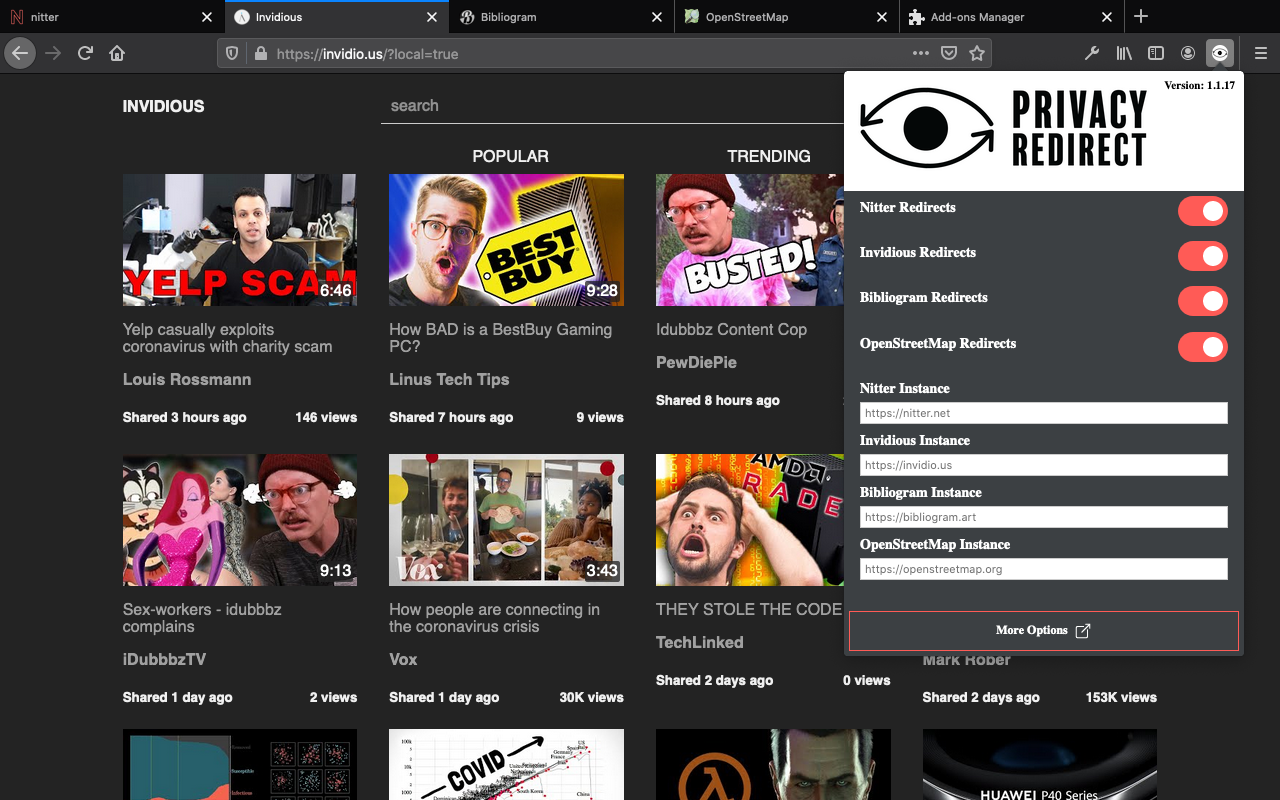 nitter
Invidious
Bibliogram
OpenStreetMap
Add-ons Manager
https://invidio.us/?local=true
INVIDIOUS
search
POPULAR
TRENDING
YELP SCAM
6:46
BEST
BUY
9:28
BUSTED!
Yelp casually exploits
coronavirus with charity scam
Louis Rossmann
Shared 3 hours ago
146 views
How BAD is a BestBuy Gaming
PC?
Linus Tech Tips
Shared 7 hours ago
9 views
Idubbbz Content Cop
PewDiePie
Shared 8 hours ago
9:13
Vox
3:43
AMD
RADE
Sex-workers - idubbbz
complains
iDubbbzTV
Shared 1 day ago
2 views
How people are connecting in
the coronavirus crisis
Vox
Shared 1 day ago
30K views
THEY STOLE THE CODE
TechLinked
Shared 2 days ago
0 views
Mark Rober
Shared 2 days ago
153K views
COVID
South Korea
China
HUAWEI P40 Series
Version: 1.1.17
PRIVACY
REDIRECT
Nitter Redirects
Invidious Redirects
Bibliogram Redirects
OpenStreetMap Redirects
Nitter Instance
https://nitter.net
Invidious Instance
https://invidio.us
Bibliogram Instance
https://bibliogram.art
OpenStreetMap Instance
https://openstreetmap.org
More Options